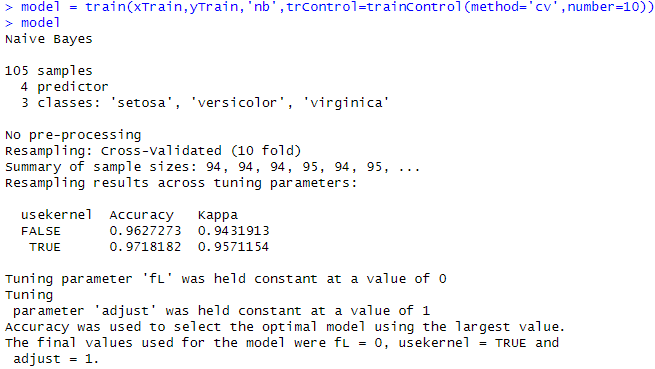 > model = train(xTrain,yTrain,'nb',trControl=trainControl(method='cv',number=10))
> model
Naive Bayes

105 samples
  4 predictor
  3 classes: 'setosa', 'versicolor', 'virginica'

No pre-processing
Resampling: Cross-Validated (10 fold)
Summary of sample sizes: 94, 94, 94, 95, 94, 95, ...
Resampling results across tuning parameters:

  usekernel  Accuracy   Kappa
  FALSE      0.9627273  0.9431913
   TRUE      0.9718182  0.9571154

Tuning parameter 'fL' was held constant at a value of 0
Tuning
 parameter 'adjust' was held constant at a value of 1
Accuracy was used to select the optimal model using the largest value.
The final values used for the model were fL = 0, usekernel = TRUE and
 adjust = 1.